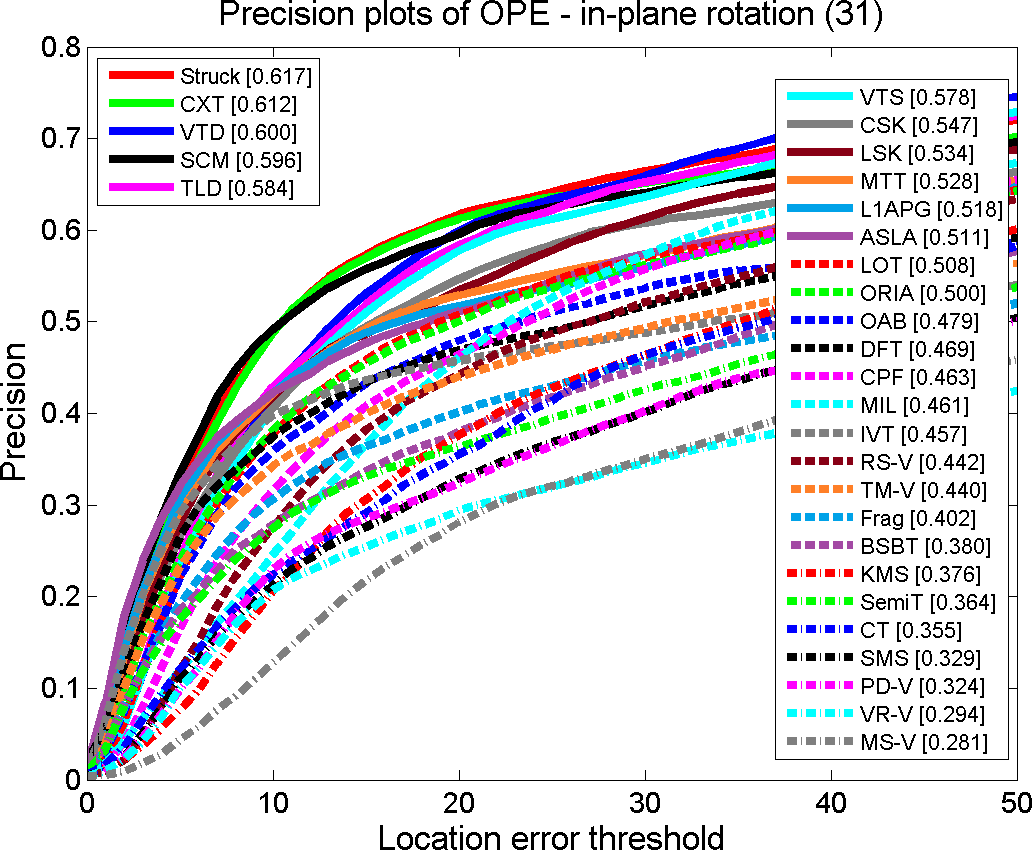 Precision plots of OPE - in-plane rotation (31)
0.8
0.7
0.6
0.5
0.4
0.3
0.2
0.1
0
Precision
Struck [0.617]
CXT [0.612]
VTD [0.600]
SCM [0.596]
TLD [0.584]
VTS [0.578]
CSK [0.547]
LSK [0.534]
MTT [0.528]
L1APG [0.518]
ASLA [0.511]
LOT [0.508]
ORIA [0.500]
OAB [0.479]
DFT [0.469]
CPF [0.463]
MIL [0.461]
IVT [0.457]
RS-V [0.442]
TM-V [0.440]
Frag [0.402]
BSBT [0.380]
KMS [0.376]
SemiT [0.364]
CT [0.355]
SMS [0.329]
PD-V [0.324]
VR-V [0.294]
MS-V [0.281]
0 10 20 30 40 50
Location error threshold